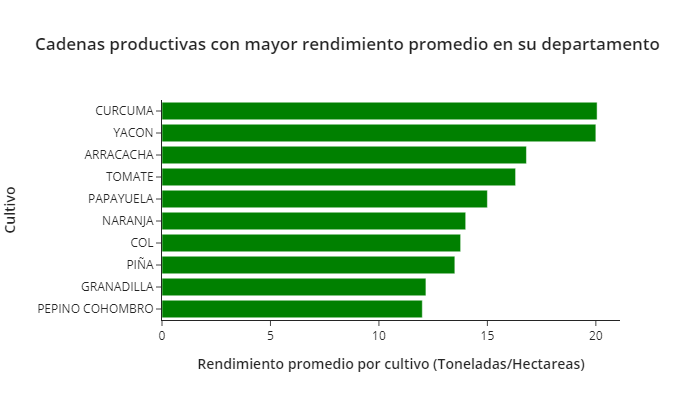 Cadenas productivas con mayor rendimiento promedio en su departamento
Cultivo
CURCUMA
YACON
ARRACACHA
TOMATE
PAPAYUELA
NARANJA
COL
PIÑA
GRANADILLA
PEPINO COHOMBRO
0 5 10 15 20
Rendimiento promedio por cultivo (Toneladas/Hectareas)